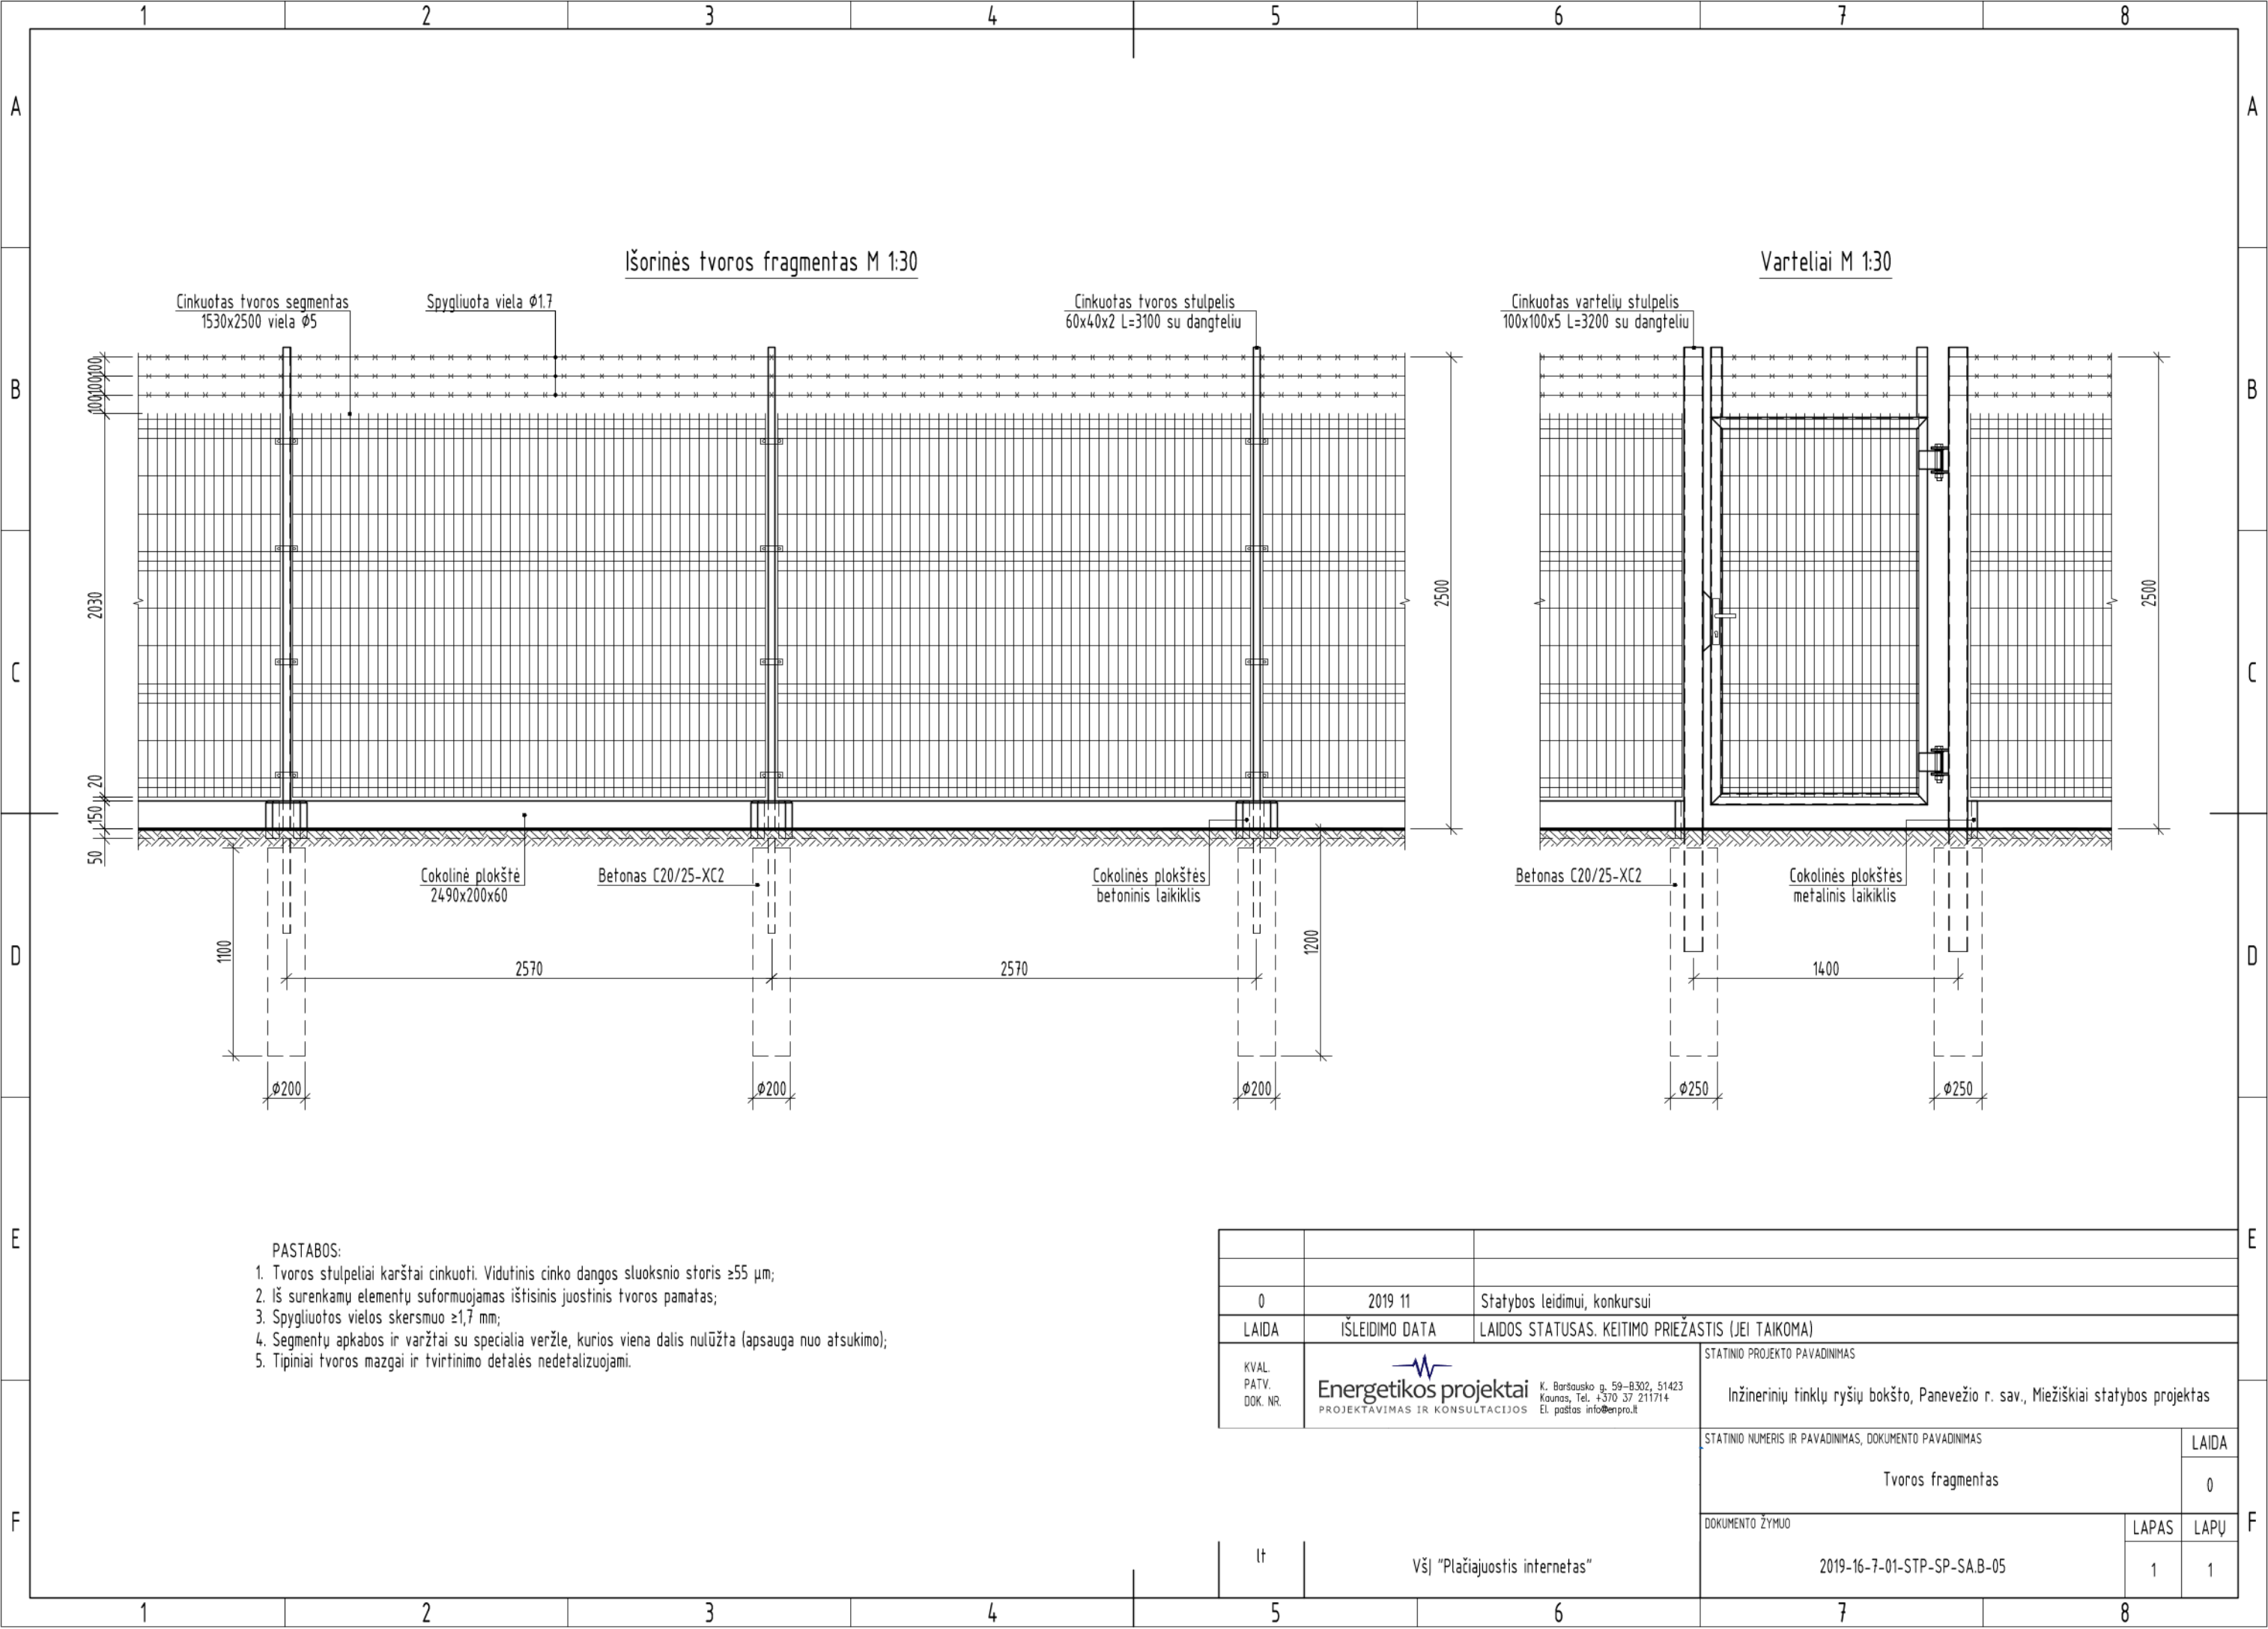 1 2 3 4 5 6 7 8
A A
B B
C C
D D
E E
F F
Išorinės tvoros fragmentas M 1:30
Varteliai M 1:30
Cinkuotas tvoros segmentas
1530x2500 viela Ø5
Spygliuota viela Ø1.7
Cinkuotas tvoros stulpelis
60x40x2 L=3100 su dangteliu
Cinkuotas vartelių stulpelis
100x100x5 L=3200 su dangteliu
100
100
100
2030
20
150
50
2500
2500
Cokolinė plokštė
2490x200x60
Betonas C20/25-XC2
Cokolinės plokštės
betoninis laikiklis
Betonas C20/25-XC2
Cokolinės plokštės
metalinis laikiklis
1100
2570
2570
1200
1400
Ø200
Ø200
Ø200
Ø250
Ø250
PASTABOS:
1. Tvoros stulpeliai karštai cinkuoti. Vidutinis cinko dangos sluoksnio storis ≥55 µm;
2. Iš surenkamų elementų suformuojamas ištisinis juostinis tvoros pamatas;
3. Spygliuotos vielos skersmuo ≥1,7 mm;
4. Segmentų apkabos ir varžtai su specialia veržle, kurios viena dalis nulūžta (apsauga nuo atsukimo);
5. Tipiniai tvoros mazgai ir tvirtinimo detalės nedetalizuojami.
0 2019 11 Statybos leidimui, konkursui
LAIDA IŠLEIDIMO DATA LAIDOS STATUSAS. KEITIMO PRIEŽASTIS (JEI TAIKOMA)
KVAL.
PATV.
DOK. NR.
Energetikos projektai
PROJEKTAVIMAS IR KONSULTACIJOS
K. Baršausko g. 59-B302, 51423
Kaunas, Tel. +370 37 211714
El. paštas info@enpro.lt
STATINIO PROJEKTO PAVADINIMAS
Inžinerinių tinklų ryšių bokšto, Panevežio r. sav., Miežiškiai statybos projektas
STATINIO NUMERIS IR PAVADINIMAS, DOKUMENTO PAVADINIMAS
LAIDA
Tvoros fragmentas
0
DOKUMENTO ŽYMUO
LAPAS LAPŲ
lt
VšĮ "Plačiajuostis internetas"
2019-16-7-01-STP-SP-SA.B-05
1 1
1 2 3 4 5 6 7 8